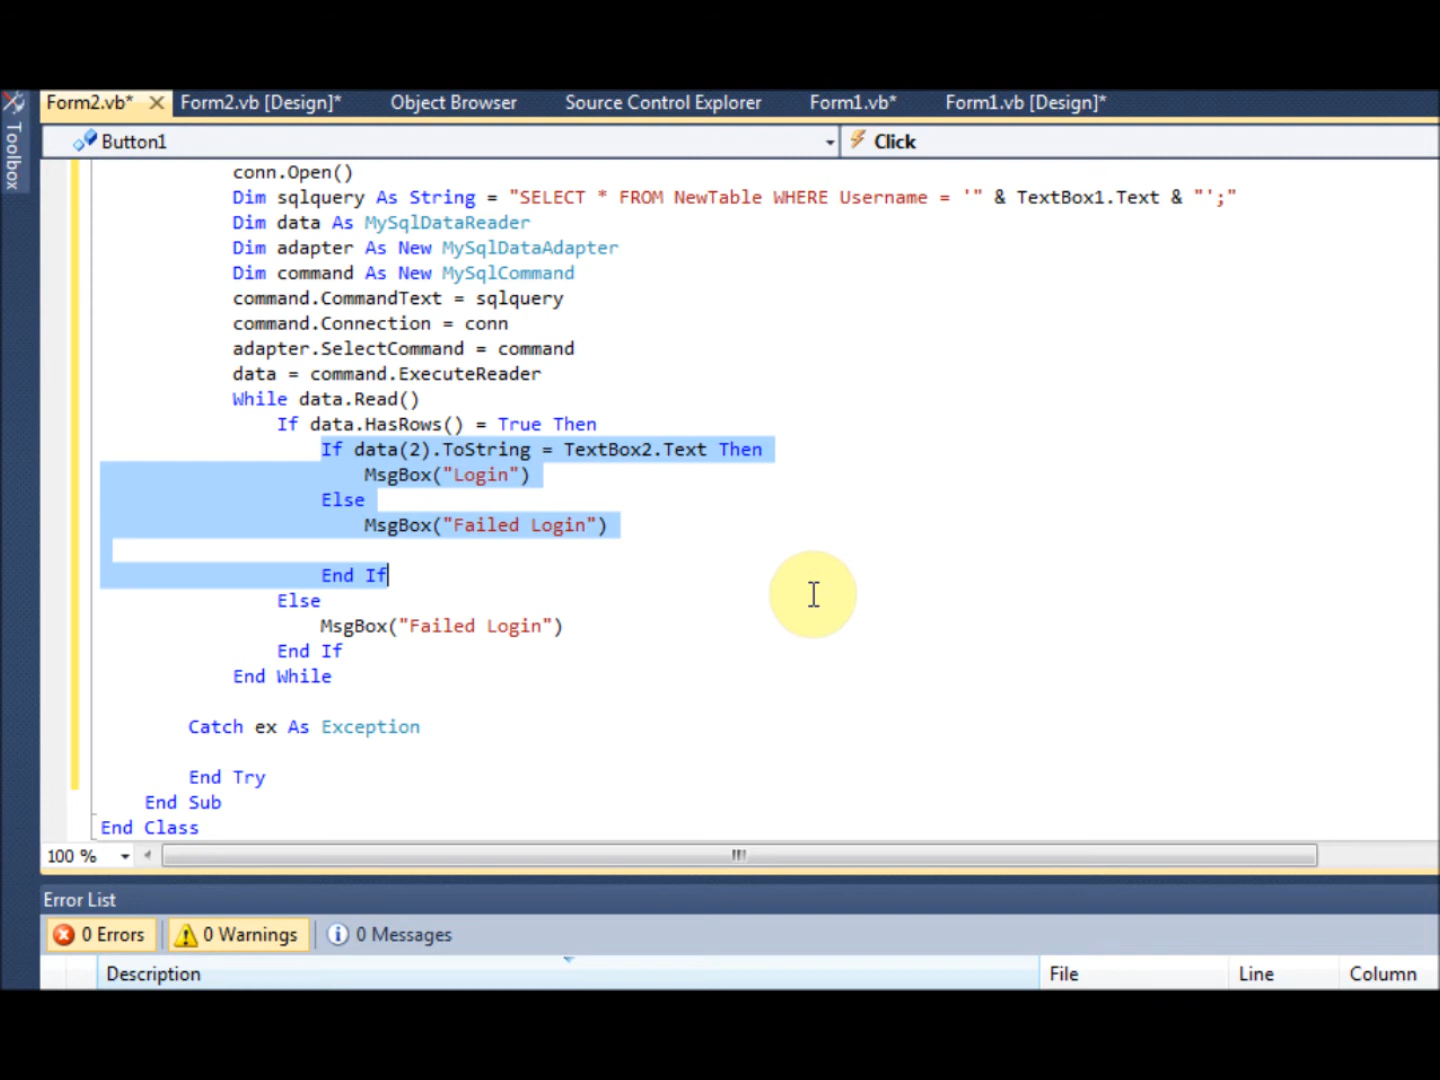 Form2.vb* Form2.vb [Design]* Object Browser Source Control Explorer Form1.vb* Form1.vb [Design]*
Toolbox
Button1 Click
conn.Open()
Dim sqlquery As String = "SELECT * FROM NewTable WHERE Username = '" & TextBox1.Text & "';"
Dim data As MySqlDataReader
Dim adapter As New MySqlDataAdapter
Dim command As New MySqlCommand
command.CommandText = sqlquery
command.Connection = conn
adapter.SelectCommand = command
data = command.ExecuteReader
While data.Read()
If data.HasRows() = True Then
If data(2).ToString = TextBox2.Text Then
MsgBox("Login")
Else
MsgBox("Failed Login")
End If
Else
MsgBox("Failed Login")
End If
End While
Catch ex As Exception
End Try
End Sub
End Class
100 %
Error List
0 Errors 0 Warnings 0 Messages
Description File Line Column